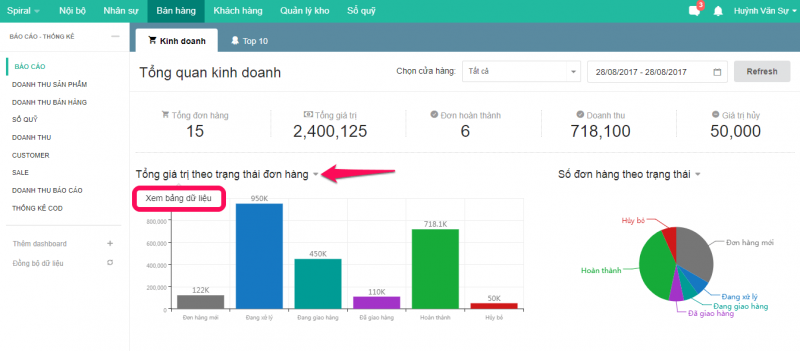 Spiral Nội bộ Nhân sự Bán hàng Khách hàng Quản lý kho Sổ quỹ 3 Huỳnh Văn Sự
BÁO CÁO - THỐNG KÊ
BÁO CÁO
DOANH THU SẢN PHẨM
DOANH THU BÁN HÀNG
SỔ QUỸ
DOANH THU
CUSTOMER
SALE
DOANH THU BÁO CÁO
THỐNG KÊ COD
Thêm dashboard +
Đồng bộ dữ liệu
Kinh doanh Top 10
Tổng quan kinh doanh Chọn cửa hàng: Tất cả 28/08/2017 - 28/08/2017 Refresh
Tổng đơn hàng Tổng giá trị Đơn hoàn thành Doanh thu Giá trị hủy
15 2,400,125 6 718,100 50,000
Tổng giá trị theo trạng thái đơn hàng
Xem bảng dữ liệu
950K
718.1K
450K
122K
110K
50K
800,000
600,000
400,000
200,000
0,000
Đơn hàng mới Đang xử lý Đang giao hàng Đã giao hàng Hoàn thành Hủy bỏ
Số đơn hàng theo trạng thái
Hủy bỏ
Đơn hàng mới
Hoàn thành
Đang xử lý
Đang giao hàng
Đã giao hàng